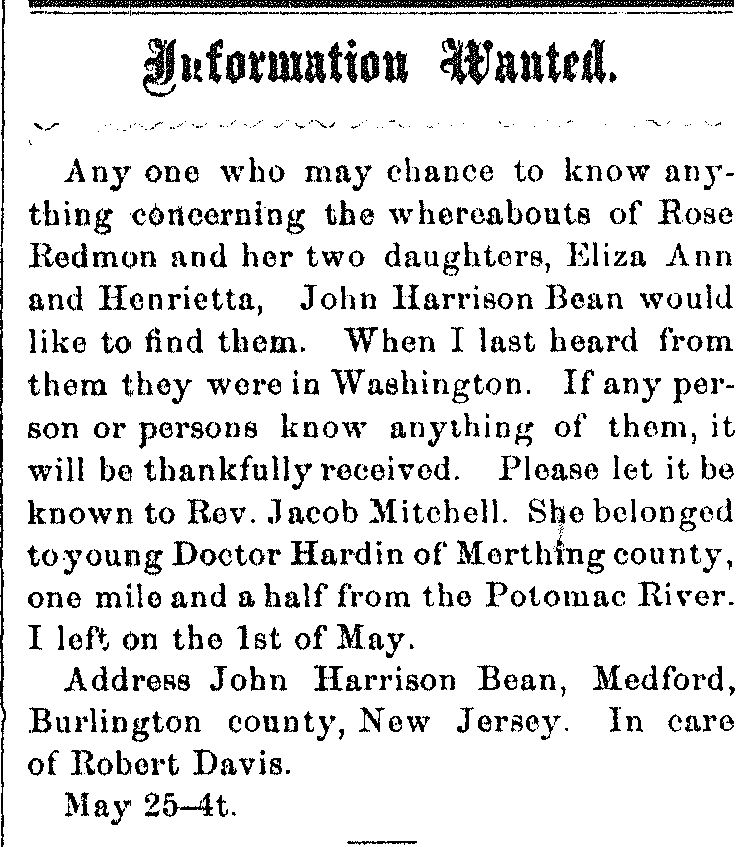 Information Wanted.
Any one who may chance to know any-
thing concerning the whereabouts of Rose
Redmon and her two daughters, Eliza Ann
and Henrietta, John Harrison Bean would
like to find them. When I last heard from
them they were in Washington. If any per-
son or persons know anything of them, it
will be thankfully received. Please let it be
known to Rev. Jacob Mitchell. She belonged
to young Doctor Hardin of Merthing county,
one mile and a half from the Potomac River.
I left on the 1st of May.
Address John Harrison Bean, Medford,
Burlington county, New Jersey. In care
of Robert Davis.
May 25–4t.